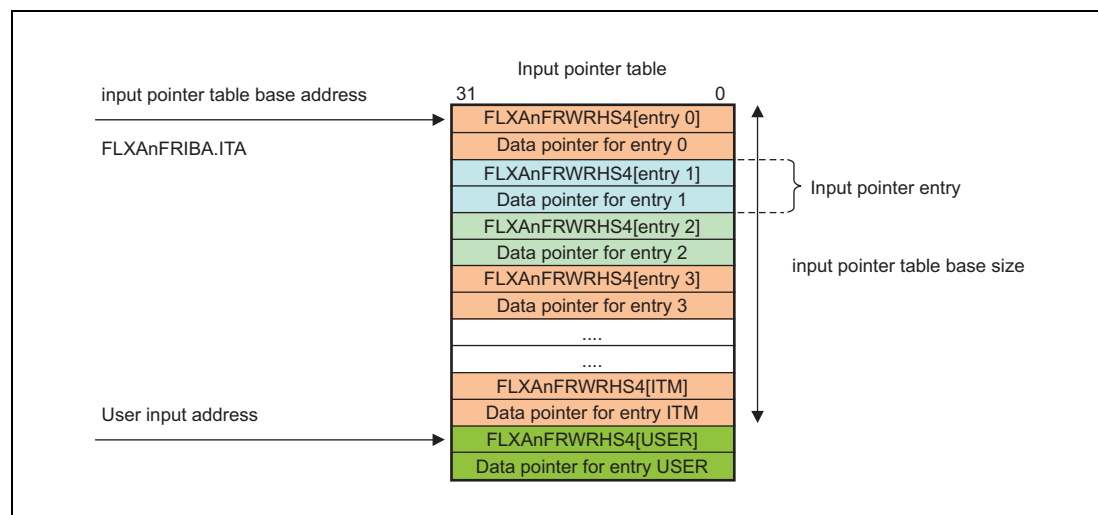 Input pointer table
31 0
input pointer table base address
FLXAnFRIBA.ITA
FLXAnFRWRHS4[entry 0]
Data pointer for entry 0
FLXAnFRWRHS4[entry 1]
Data pointer for entry 1
Input pointer entry
FLXAnFRWRHS4[entry 2]
Data pointer for entry 2
input pointer table base size
FLXAnFRWRHS4[entry 3]
Data pointer for entry 3
....
....
FLXAnFRWRHS4[ITM]
Data pointer for entry ITM
User input address
FLXAnFRWRHS4[USER]
Data pointer for entry USER